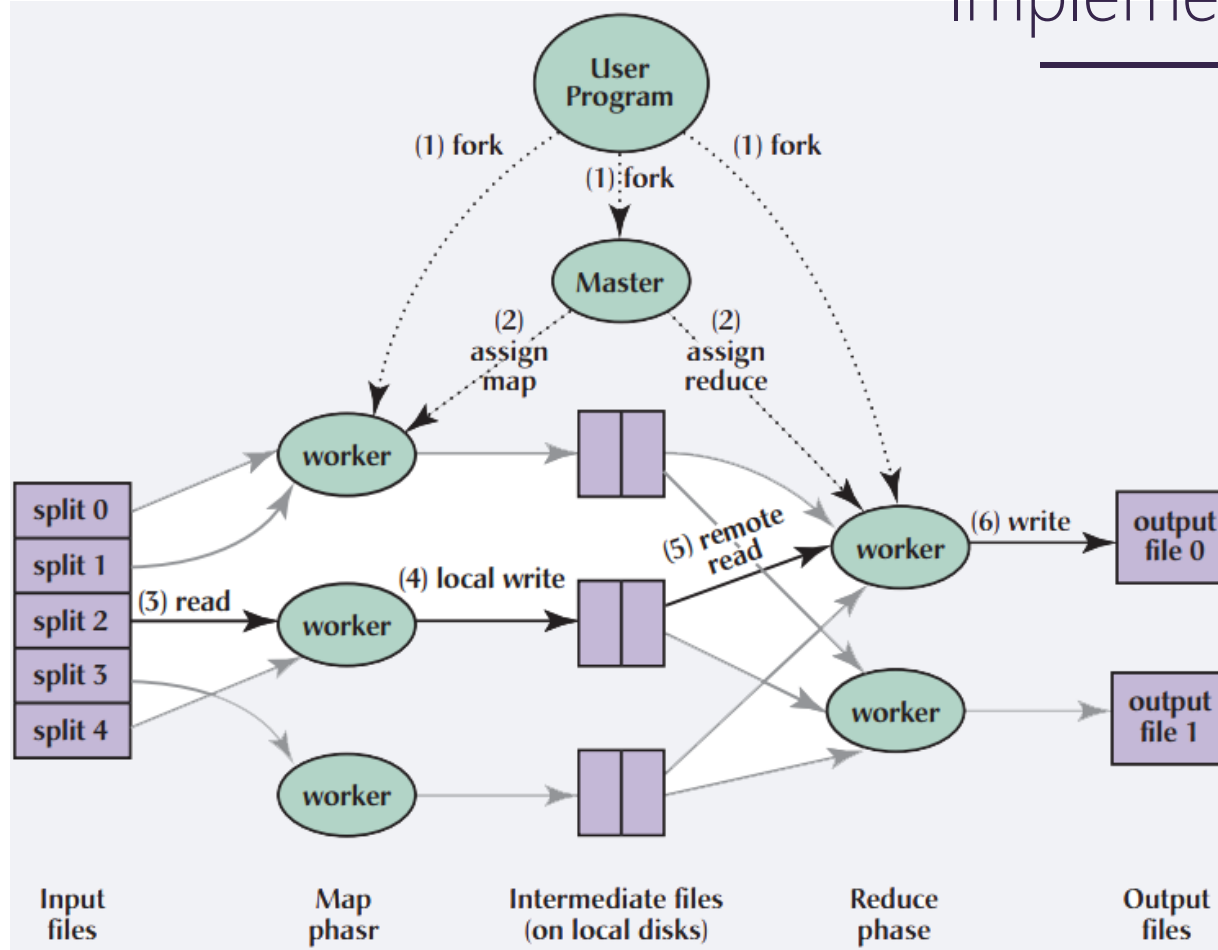 User
Program
(1) fork
(1) fork
(1) fork
Master
(2)
assign
map
(2)
assign
reduce
worker
split 0
split 1
split 2
split 3
split 4
(3) read
worker
(4) local write
worker
(5) remote
read
worker
(6) write
output
file 0
worker
output
file 1
Input
files
Map
phasr
Intermediate files
(on local disks)
Reduce
phase
Output
files